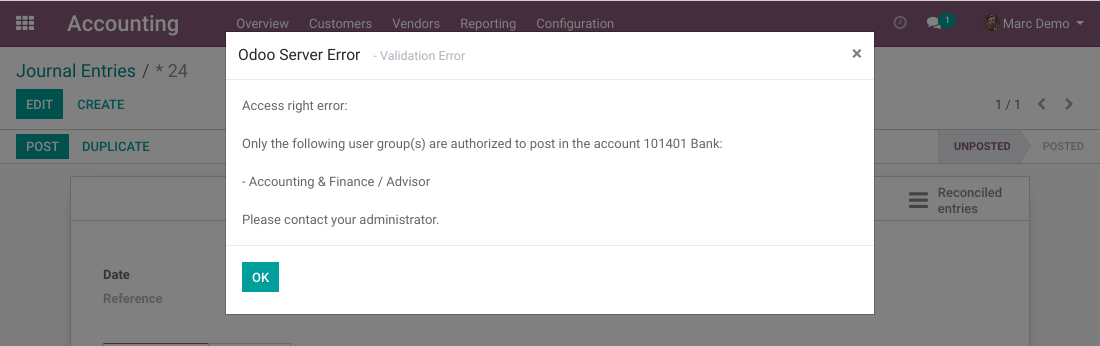 Accounting Overview Customers Vendors Reporting Configuration 1 Marc Demo
Odoo Server Error - Validation Error ×
Journal Entries / * 24
EDIT CREATE 1 / 1
POST DUPLICATE UNPOSTED POSTED
Access right error:
Only the following user group(s) are authorized to post in the account 101401 Bank:
- Accounting & Finance / Advisor
Please contact your administrator.
OK
Reconciled
entries
Date
Reference